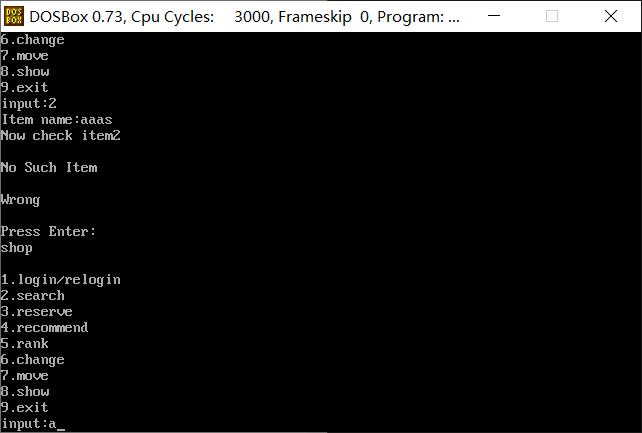 DOS
BOX
DOSBox 0.73, Cpu Cycles: 3000, Frameskip 0, Program: ...
6.change
7.move
8.show
9.exit
input:2
Item name:aaas
Now check item2
No Such Item
Wrong
Press Enter:
shop
1.login/relogin
2.search
3.reserve
4.recommend
5.rank
6.change
7.move
8.show
9.exit
input:a_